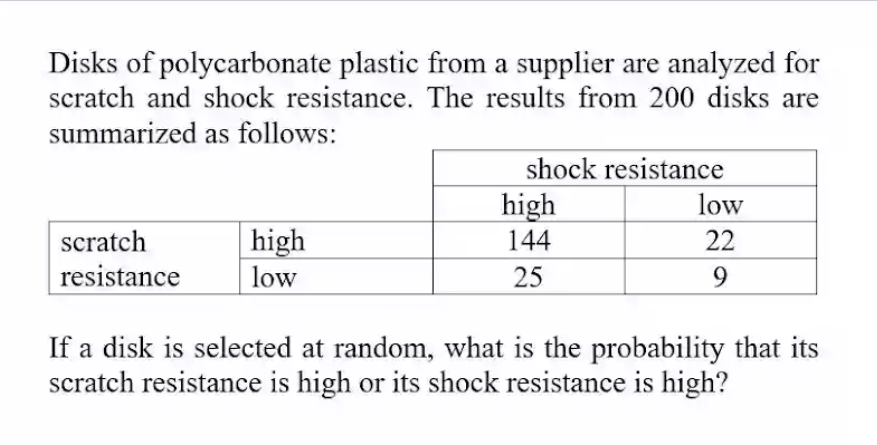 Disks of polycarbonate plastic from a supplier are analyzed for
scratch and shock resistance. The results from 200 disks are
summarized as follows:
shock resistance
high low
scratch high 144 22
resistance low 25 9
If a disk is selected at random, what is the probability that its
scratch resistance is high or its shock resistance is high?